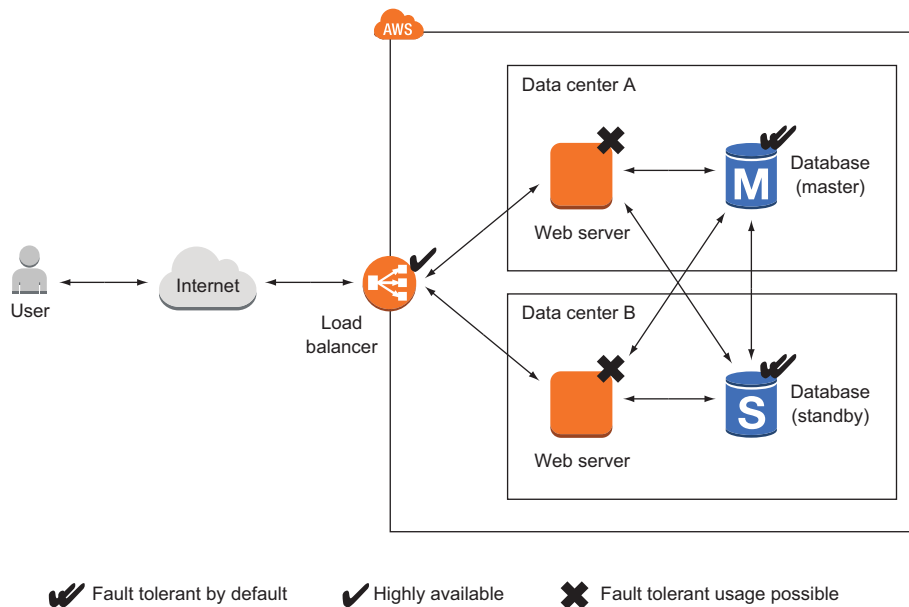 AWS
Data center A
M
Database
(master)
Web server
User
Internet
Load
balancer
Data center B
S
Database
(standby)
Web server
Fault tolerant by default
Highly available
Fault tolerant usage possible